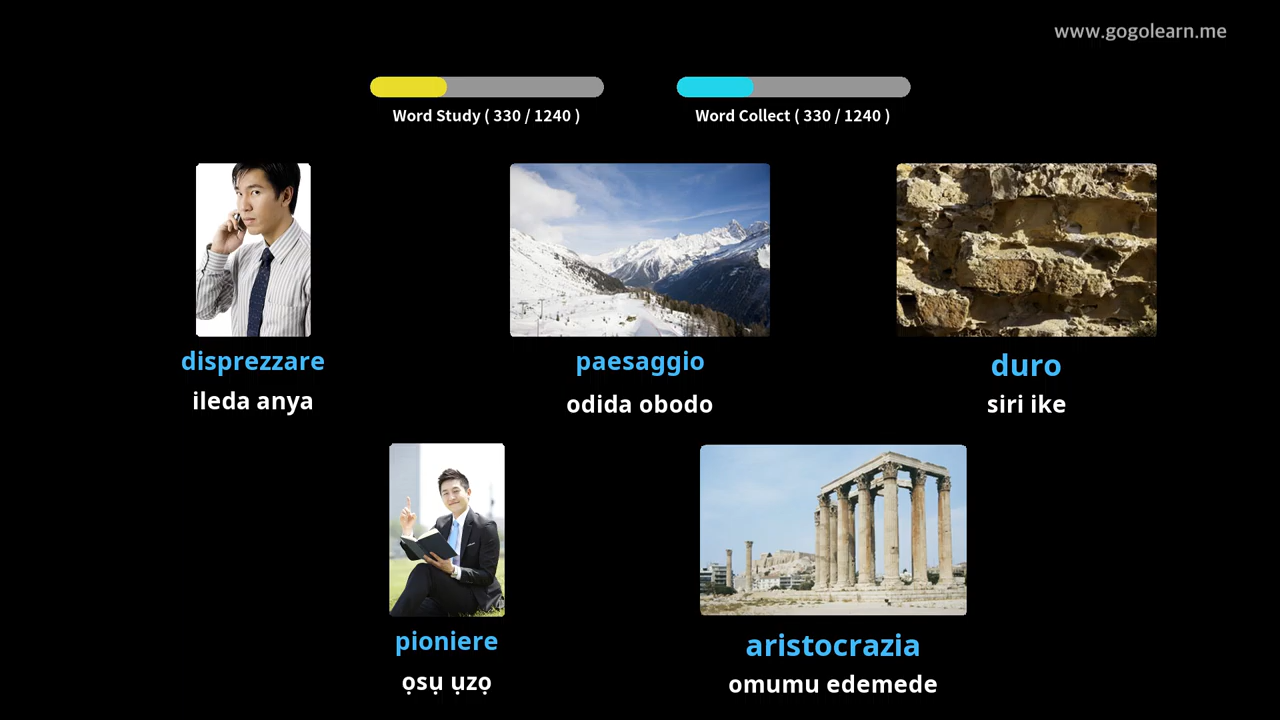 www.gogolearn.me
Word Study ( 330 / 1240 )
Word Collect ( 330 / 1240 )
disprezzare
ileda anya
paesaggio
odida obodo
duro
siri ike
pioniere
ọsụ ụzọ
aristocrazia
omumu edemede